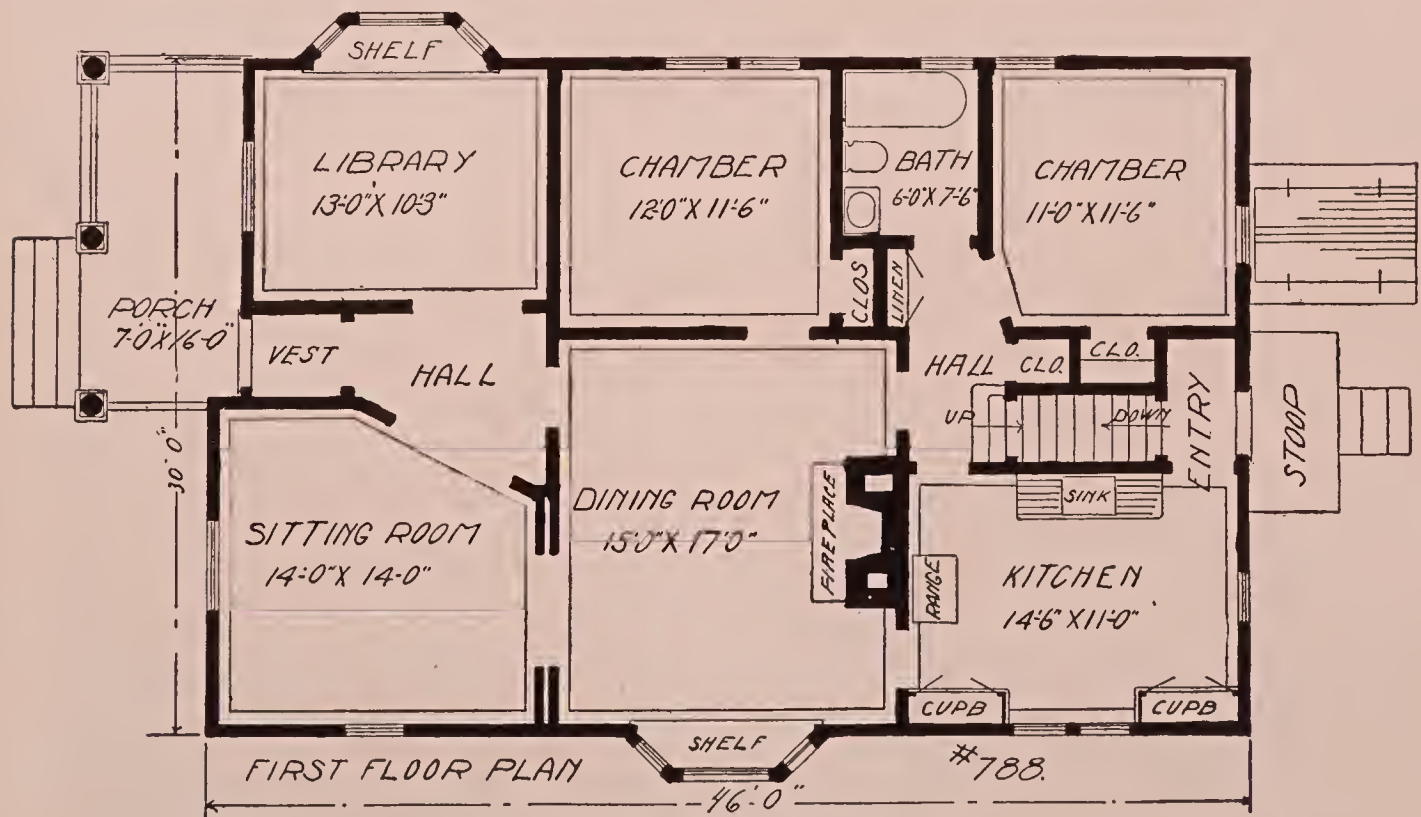 SHELF
LIBRARY
13'-0" X 10'-3"
CHAMBER
12'-0" X 11'-6"
BATH
6'-0" X 7'-6"
CHAMBER
11'-0" X 11'-6"
PORCH
7'-0" X 16'-0"
VEST
HALL
CLOS
LINEN
HALL
CLO.
CLO.
UP
DOWN
ENTRY
STOOP
30'0"
SITTING ROOM
14'-0" X 14'-0"
DINING ROOM
15'-0" X 17'-0"
FIREPLACE
RANGE
SINK
KITCHEN
14'-6" X 11'-0"
CUPB
CUPB
SHELF
FIRST FLOOR PLAN
#788.
46'-0"